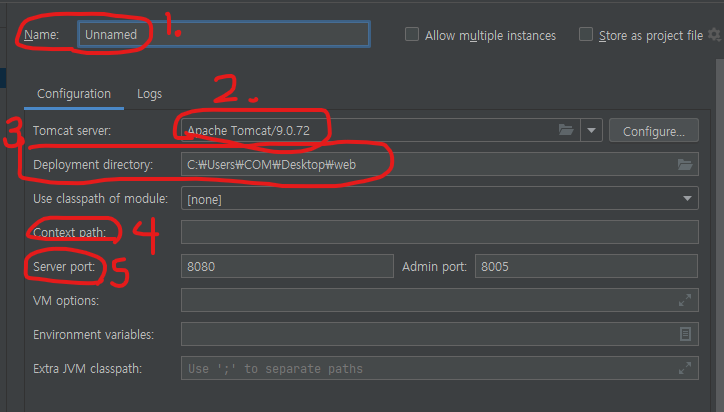 Name: Unnamed 1. Allow multiple instances Store as project file
Configuration Logs
2.
3 Tomcat server: Apache Tomcat/9.0.72 Configure...
Deployment directory: C:₩Users₩COM₩Desktop₩web
Use classpath of module: [none]
Context path: 4
Server port: 5 8080 Admin port: 8005
VM options:
Environment variables:
Extra JVM classpath: Use ';' to separate paths